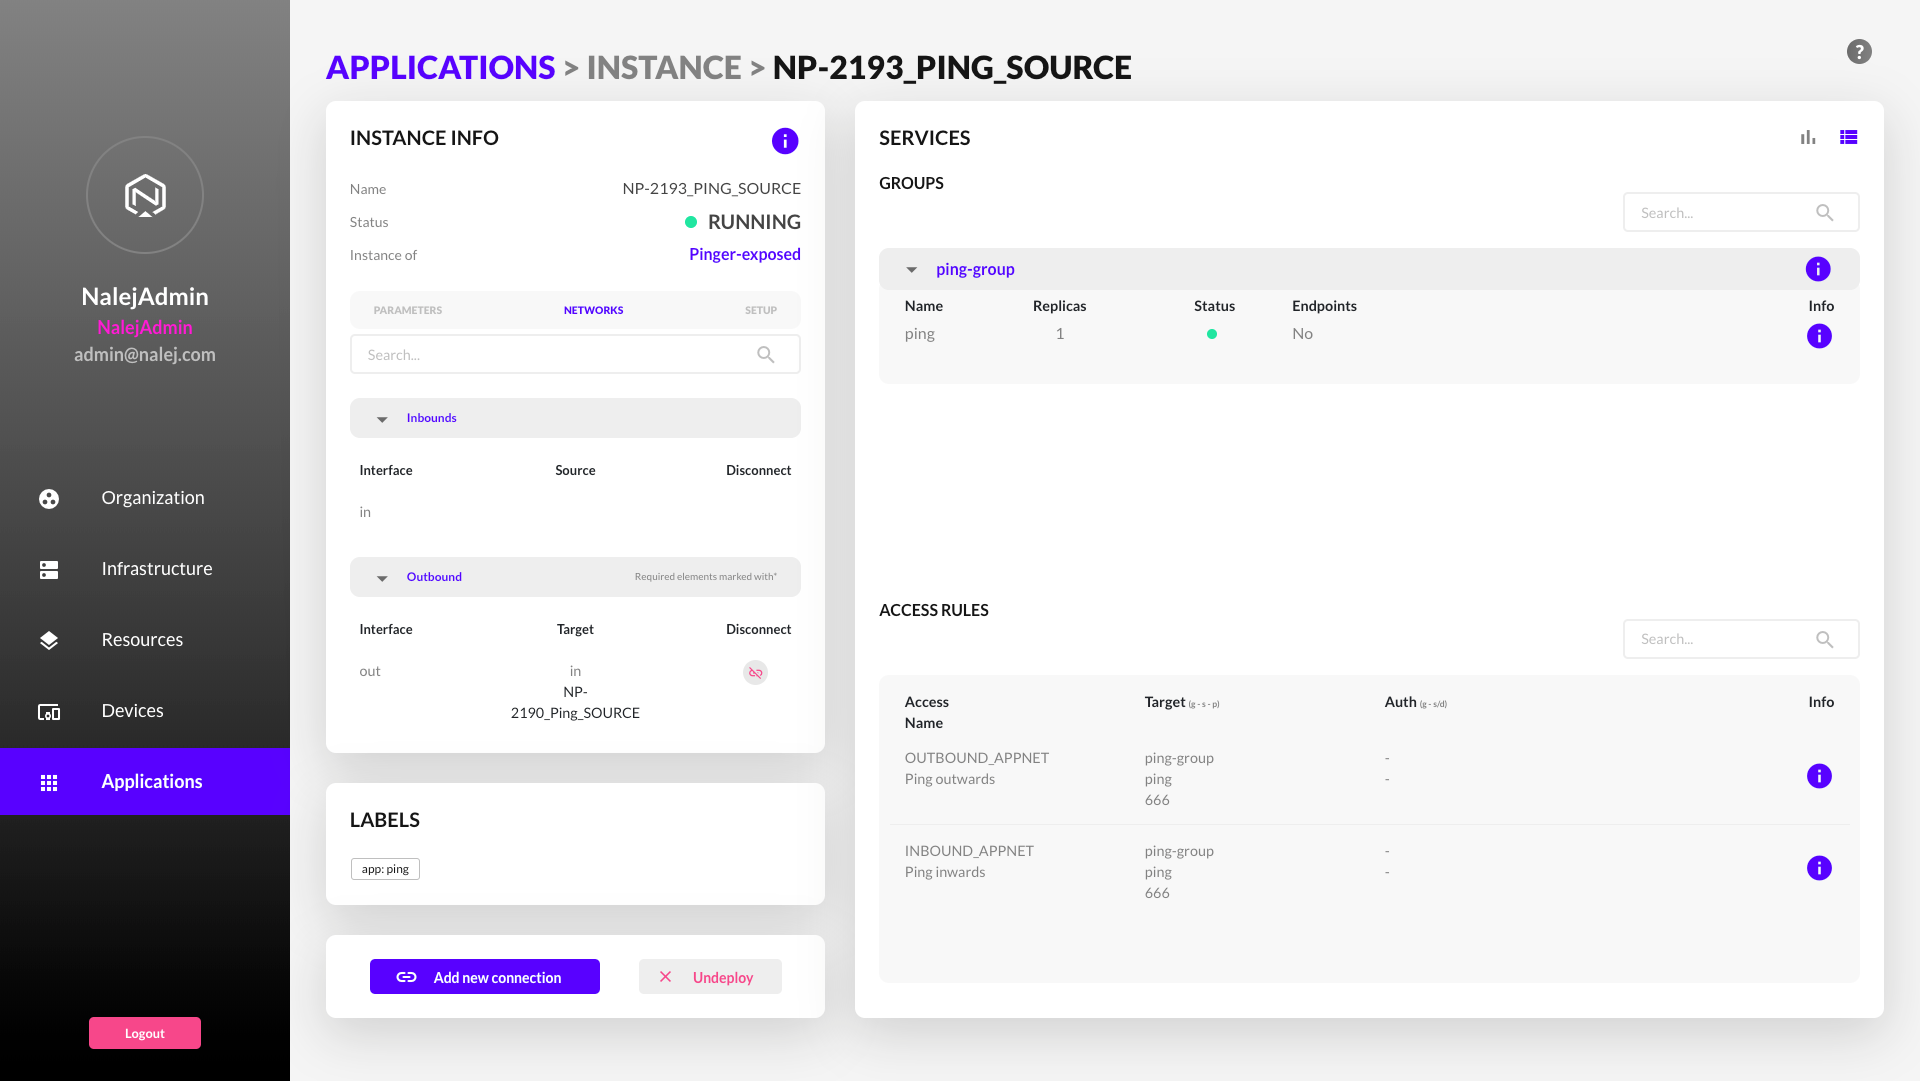 NalejAdmin
NalejAdmin
admin@nalej.com
Organization
Infrastructure
Resources
Devices
Applications
Logout
APPLICATIONS > INSTANCE > NP-2193_PING_SOURCE
?
INSTANCE INFO
Name NP-2193_PING_SOURCE
Status RUNNING
Instance of Pinger-exposed
PARAMETERS NETWORKS SETUP
Search...
Inbounds
Interface Source Disconnect
in
Outbound Required elements marked with*
Interface Target Disconnect
out in
NP-
2190_Ping_SOURCE
LABELS
app: ping
Add new connection Undeploy
SERVICES
GROUPS
Search...
ping-group
Name Replicas Status Endpoints Info
ping 1 No
ACCESS RULES
Search...
Access Target (g - s - p) Auth (g - s/d) Info
Name
OUTBOUND_APPNET ping-group -
Ping outwards ping -
666
INBOUND_APPNET ping-group -
Ping inwards ping -
666